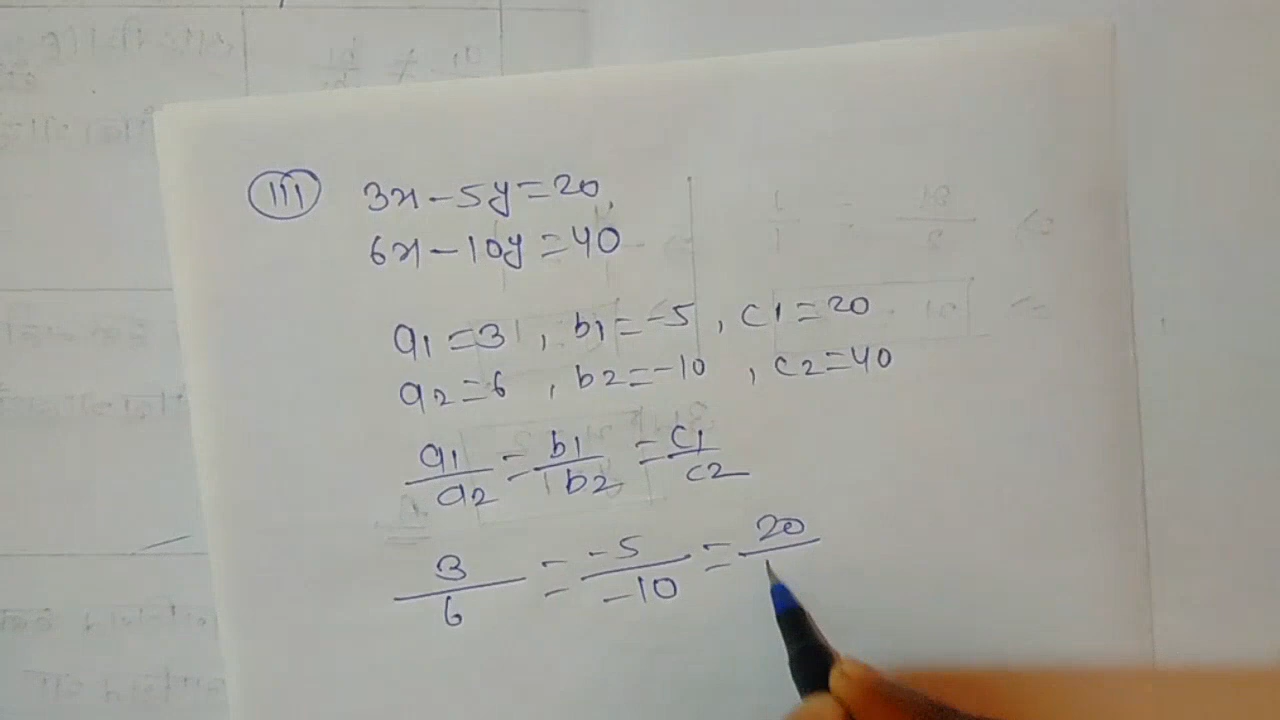 (iii) 3x-5y=20,
6x-10y=40
a1=3, b1=-5, c1=20
a2=6, b2=-10, c2=40
a1/a2=b1/b2=c1/c2
3/6=-5/-10=20/